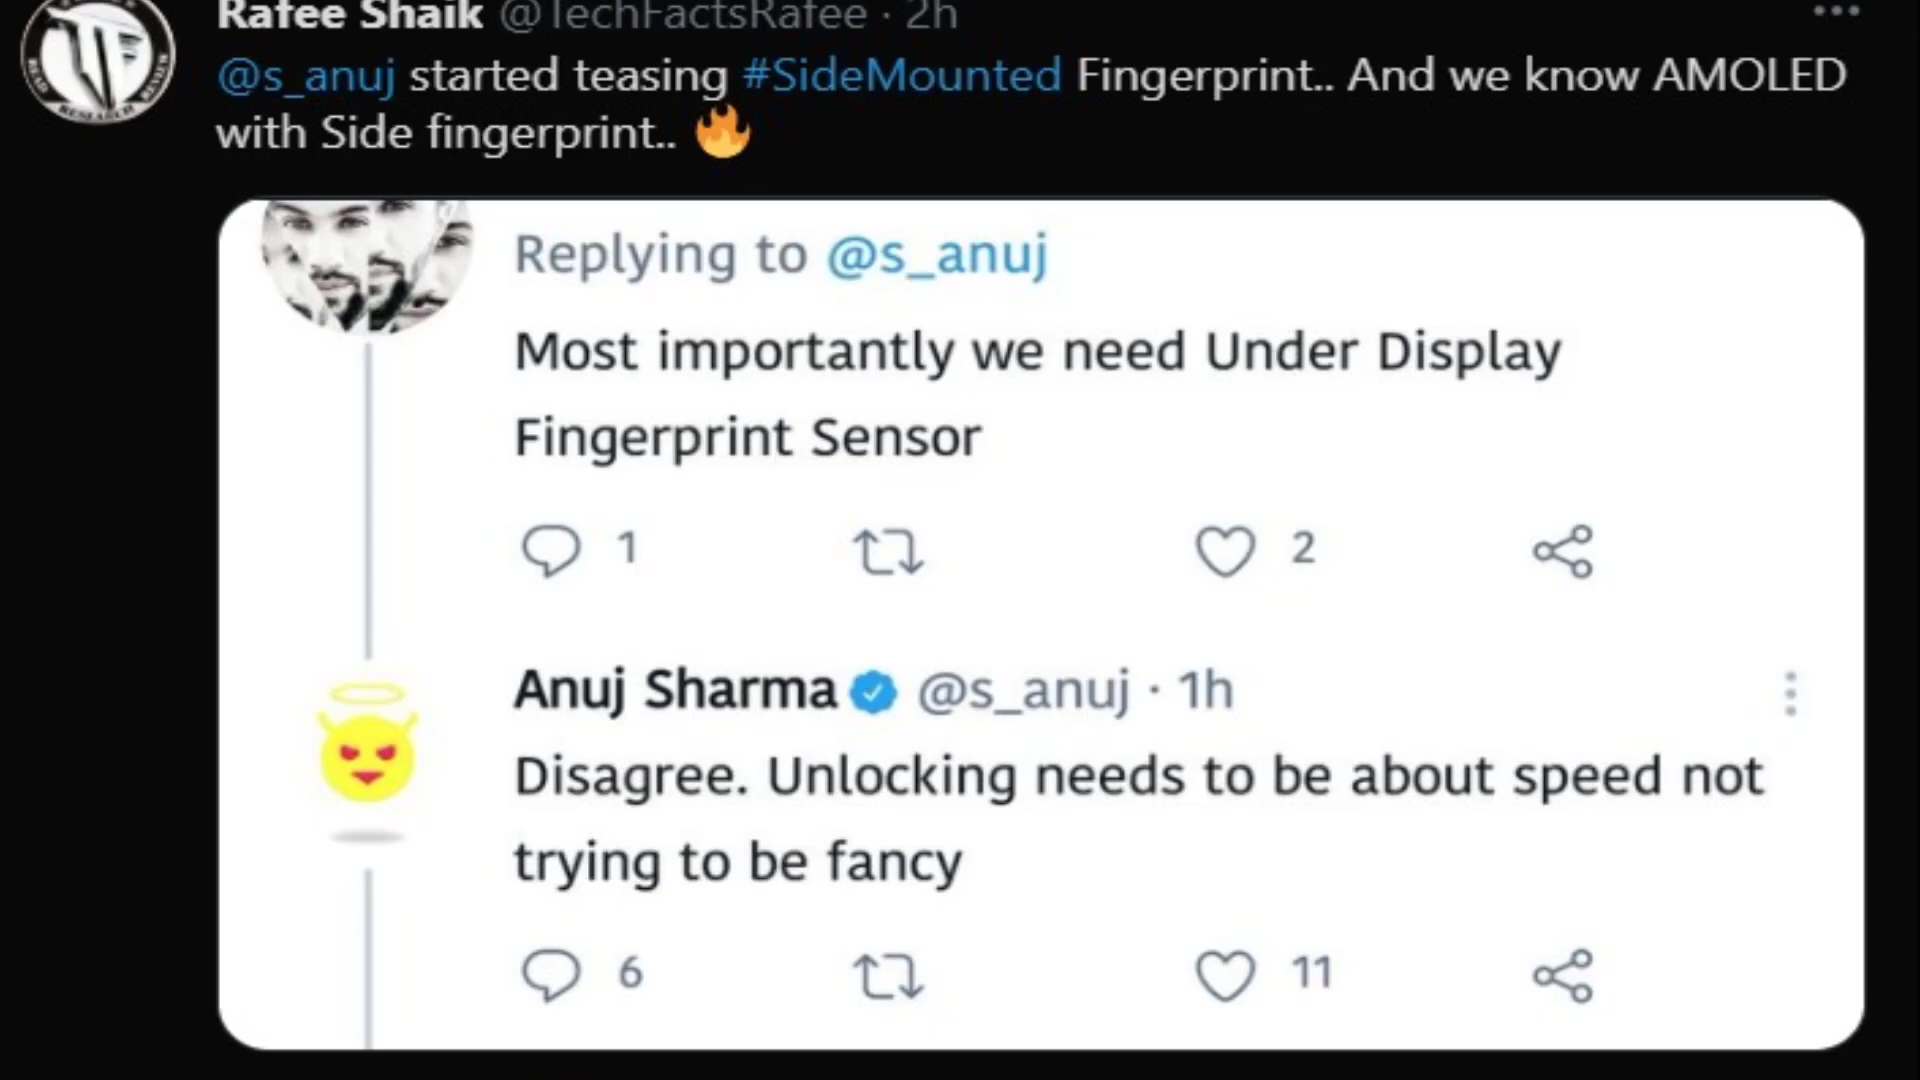 Rafee Shaik @TechFactsRafee · 2h
@s_anuj started teasing #SideMounted Fingerprint.. And we know AMOLED
with Side fingerprint.. 🔥
Replying to @s_anuj
Most importantly we need Under Display
Fingerprint Sensor
1 2
Anuj Sharma @s_anuj · 1h
Disagree. Unlocking needs to be about speed not
trying to be fancy
6 11